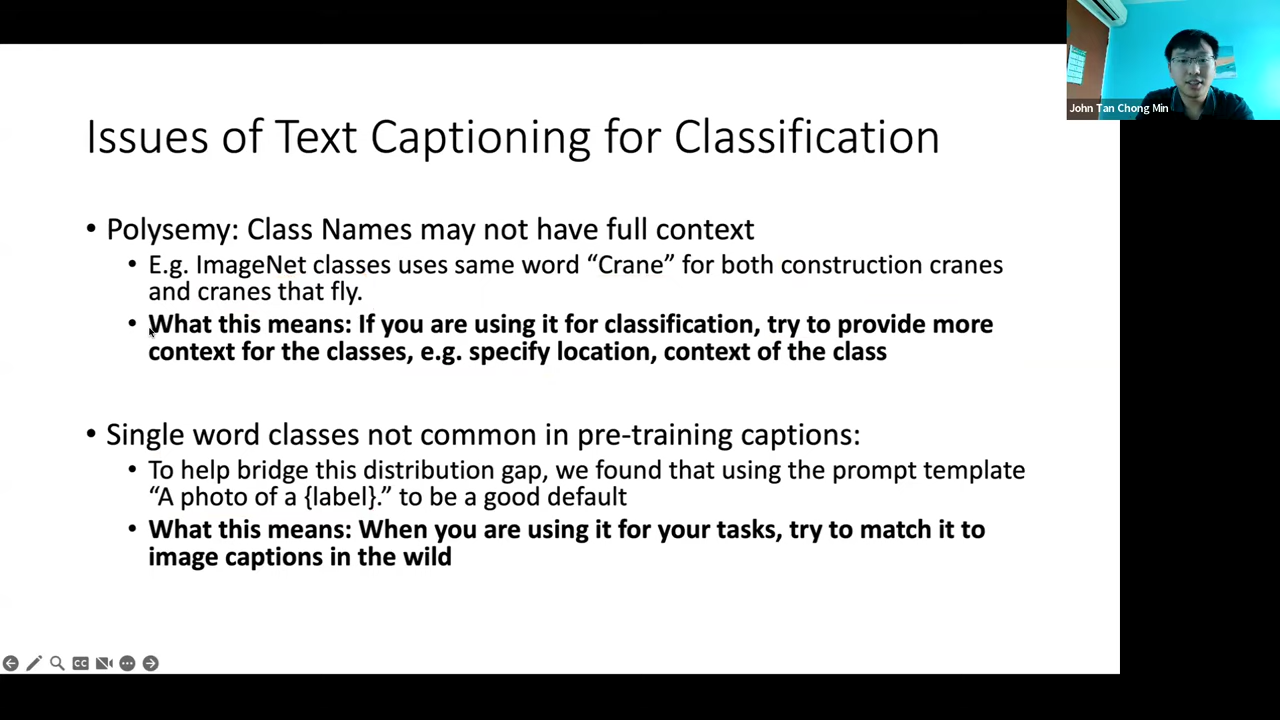 John Tan Chong Min
Issues of Text Captioning for Classification
• Polysemy: Class Names may not have full context
• E.g. ImageNet classes uses same word “Crane” for both construction cranes
and cranes that fly.
• What this means: If you are using it for classification, try to provide more
context for the classes, e.g. specify location, context of the class
• Single word classes not common in pre-training captions:
• To help bridge this distribution gap, we found that using the prompt template
“A photo of a {label}.” to be a good default
• What this means: When you are using it for your tasks, try to match it to
image captions in the wild
CC